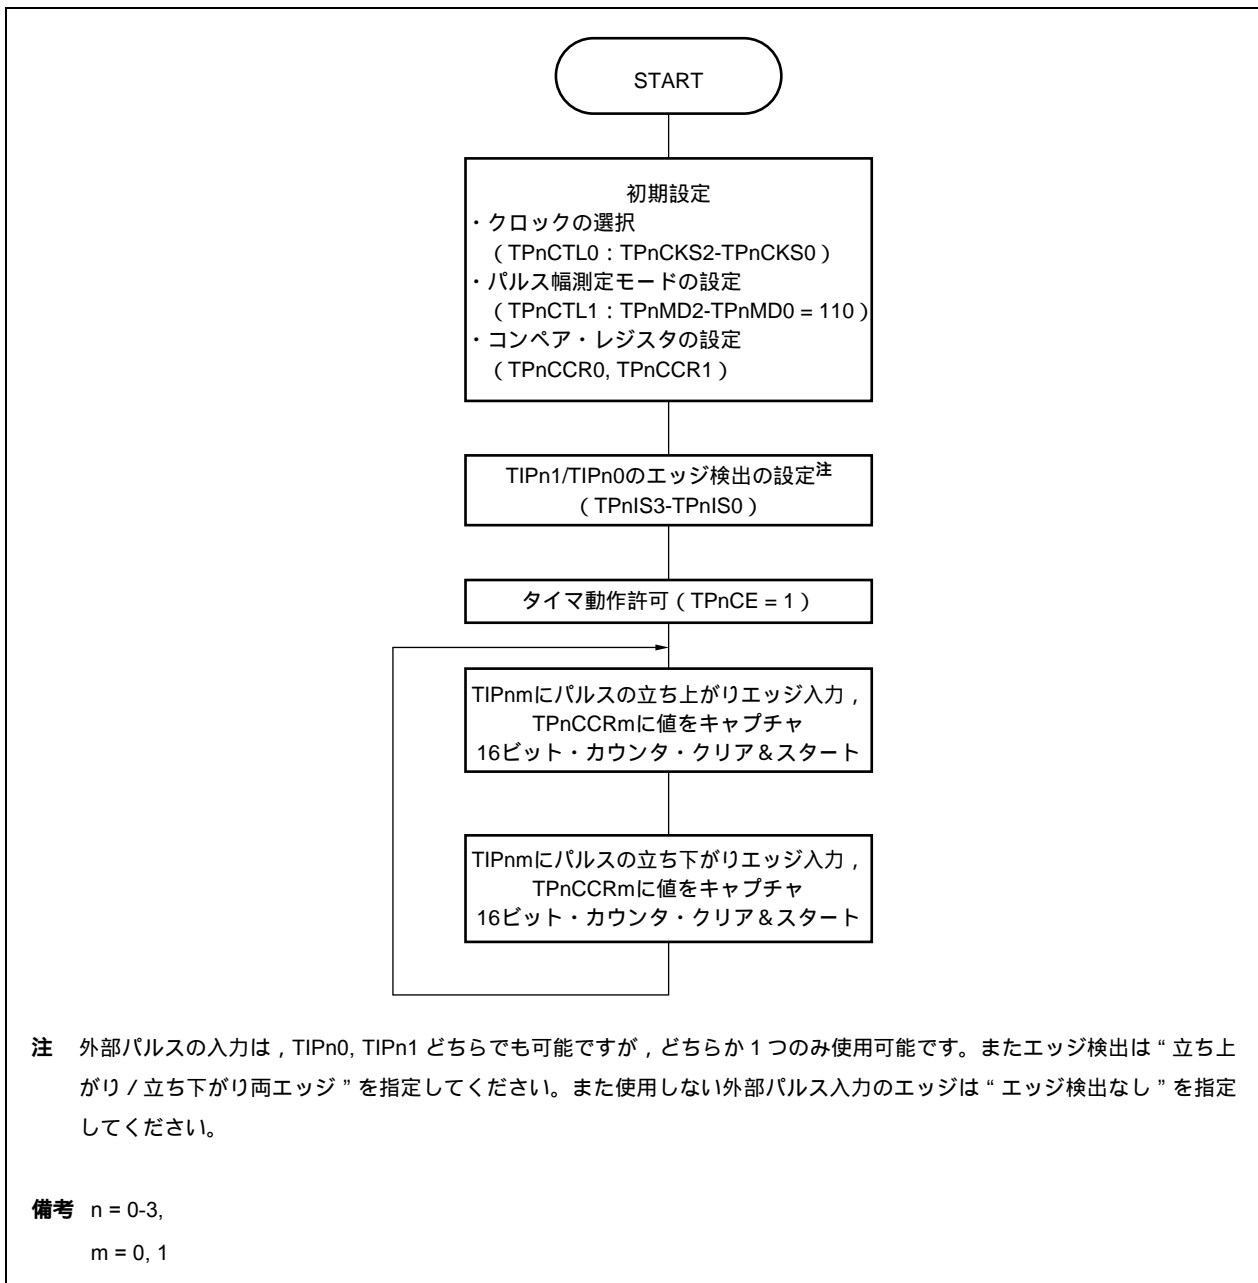 START
初期設定
・クロックの選択
（TPnCTL0：TPnCKS2-TPnCKS0）
・パルス幅測定モードの設定
（TPnCTL1：TPnMD2-TPnMD0 = 110）
・コンペア・レジスタの設定
（TPnCCR0, TPnCCR1）
TIPn1/TIPn0のエッジ検出の設定注
（TPnIS3-TPnIS0）
タイマ動作許可（TPnCE = 1）
TIPnmにパルスの立ち上がりエッジ入力，
TPnCCRmに値をキャプチャ
16ビット・カウンタ・クリア＆スタート
TIPnmにパルスの立ち下がりエッジ入力，
TPnCCRmに値をキャプチャ
16ビット・カウンタ・クリア＆スタート
注 外部パルスの入力は，TIPn0, TIPn1 どちらでも可能ですが，どちらか1つのみ使用可能です。またエッジ検出は“立ち上
がり／立ち下がり両エッジ”を指定してください。また使用しない外部パルス入力のエッジは“エッジ検出なし”を指定
してください。
備考 n = 0-3,
m = 0, 1